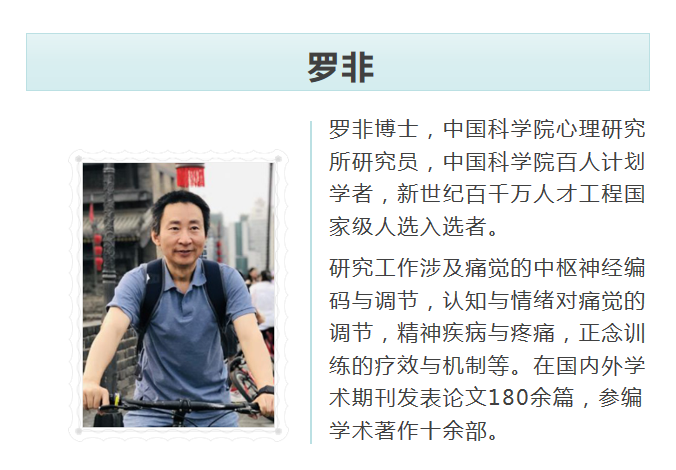 罗非
罗非博士，中国科学院心理研究
所研究员，中国科学院百人计划
学者，新世纪百千万人才工程国
家级人选入选者。
研究工作涉及痛觉的中枢神经编
码与调节，认知与情绪对痛觉的
调节，精神疾病与疼痛，正念训
练的疗效与机制等。在国内外学
术期刊发表论文180余篇，参编
学术著作十余部。